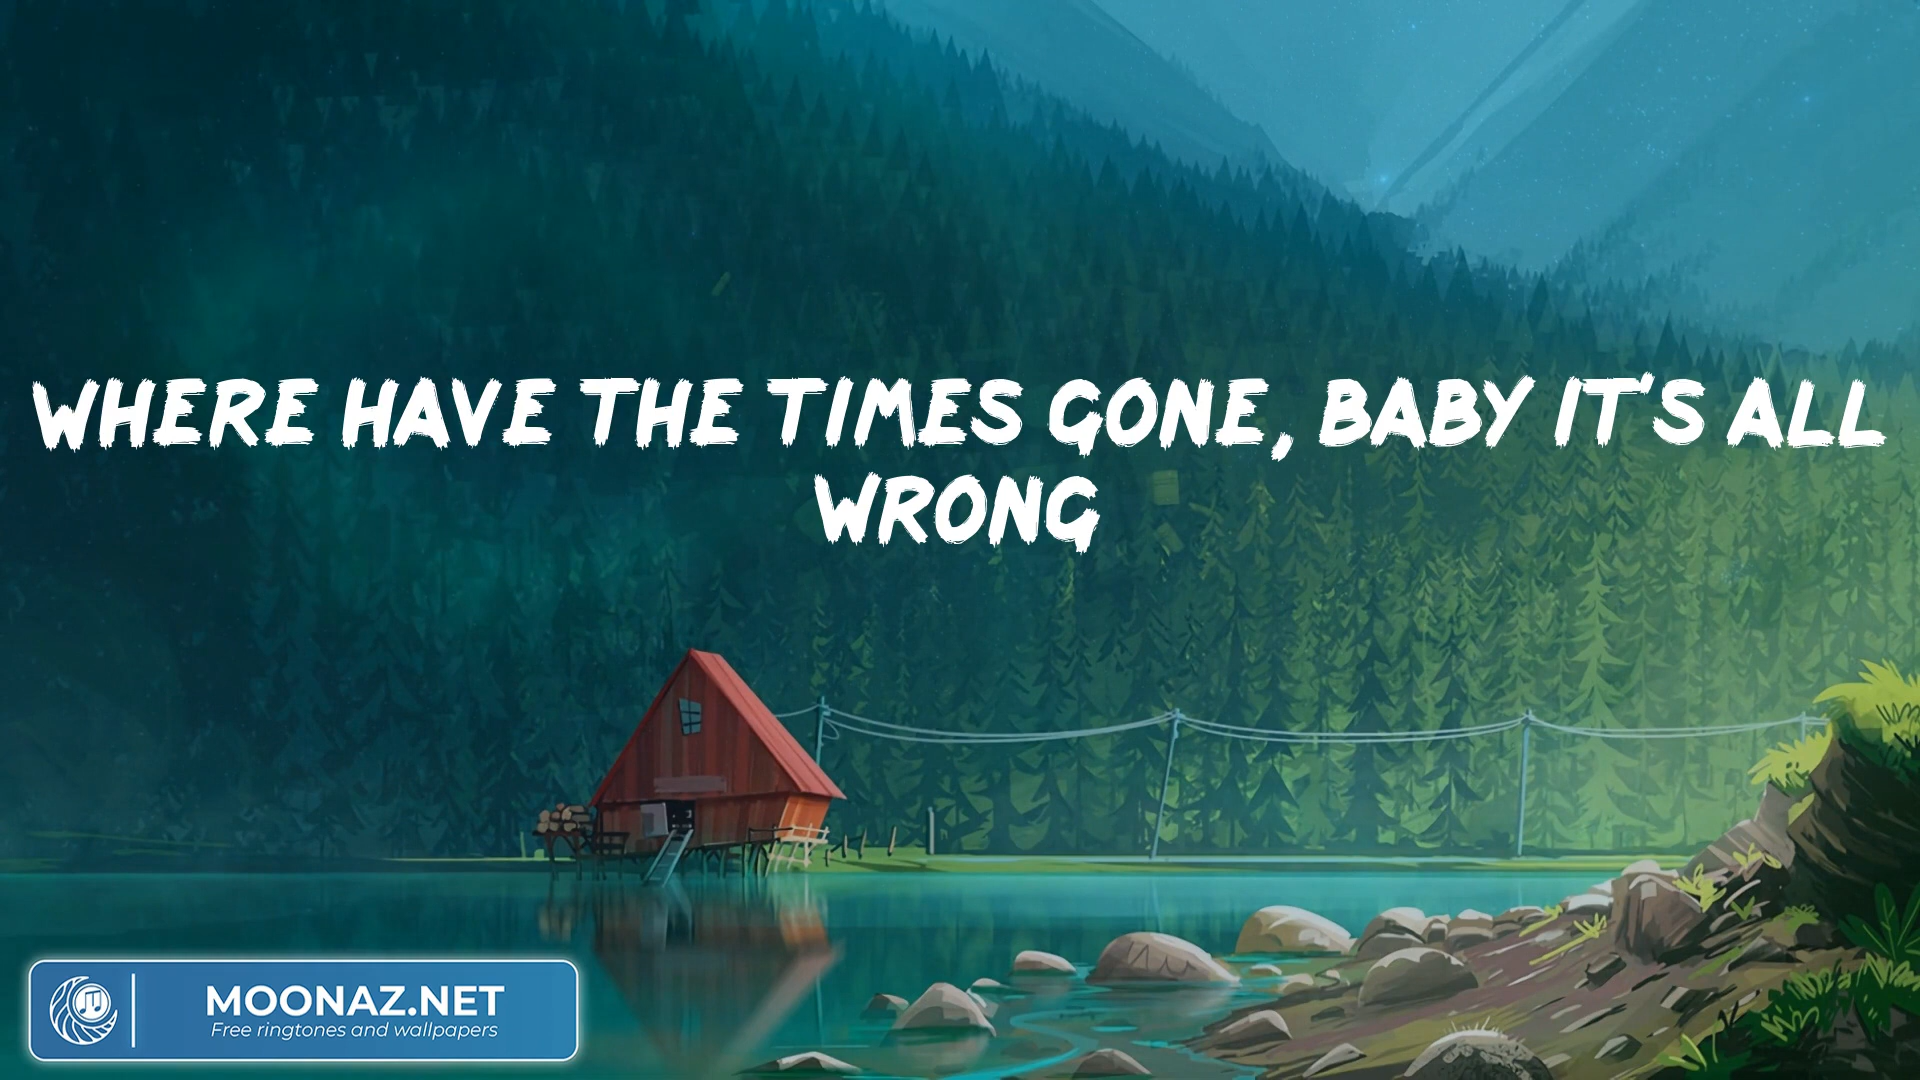 WHERE HAVE THE TIMES GONE, BABY IT'S ALL
WRONG
MOONAZ.NET
Free ringtones and wallpapers